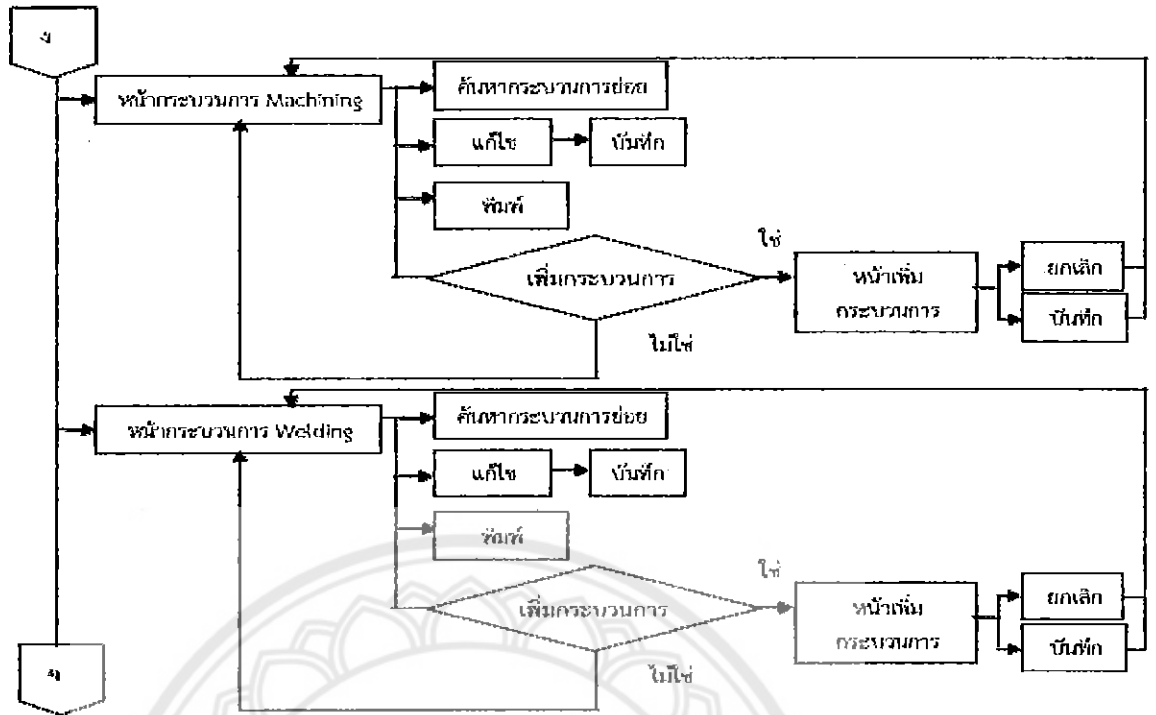 ง
หน้ากระบวนการ Machining
ค้นหากระบวนการย่อย
แก้ไข
บันทึก
พิมพ์
เพิ่มกระบวนการ
ใช่
ไม่ใช่
หน้าเพิ่ม
กระบวนการ
ยกเลิก
บันทึก
หน้ากระบวนการ Welding
ค้นหากระบวนการย่อย
แก้ไข
บันทึก
พิมพ์
เพิ่มกระบวนการ
ใช่
ไม่ใช่
หน้าเพิ่ม
กระบวนการ
ยกเลิก
บันทึก